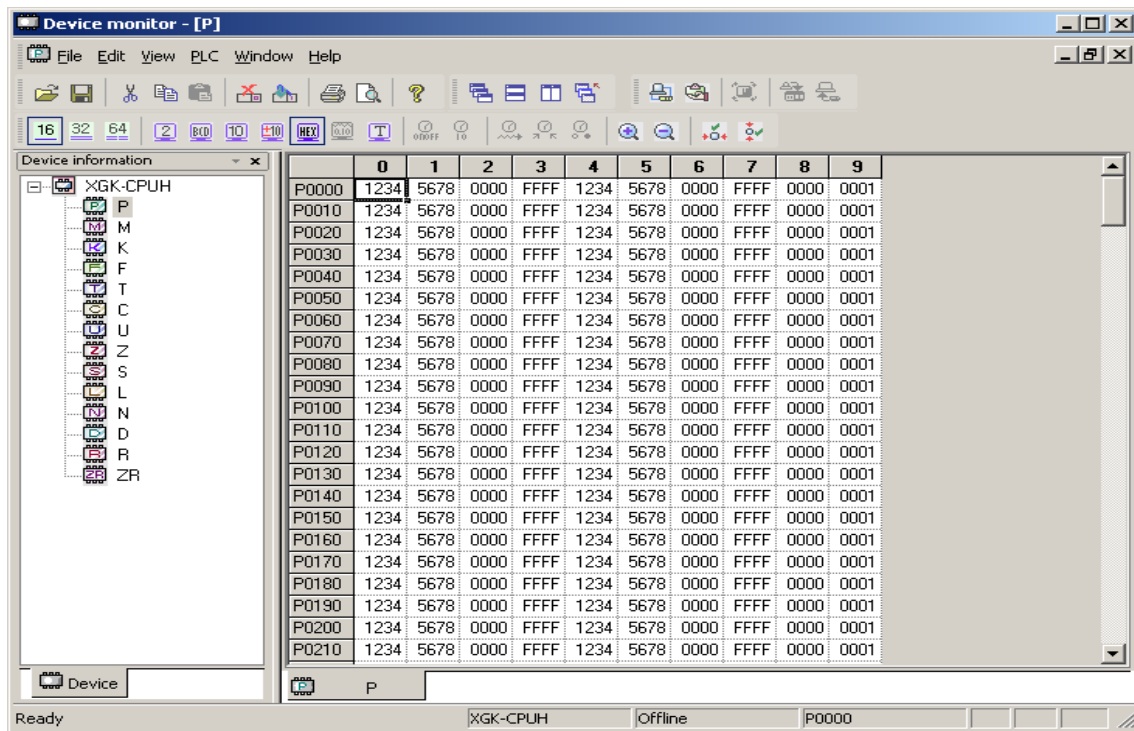 Device monitor - [P]
File Edit View PLC Window Help
16 32 64 2 BCD 10 ±10 HEX T
Device information
XGK-CPUH
P
M
K
F
T
C
U
Z
S
L
N
D
R
ZR
Device
0 1 2 3 4 5 6 7 8 9
P0000 1234 5678 0000 FFFF 1234 5678 0000 FFFF 0000 0001
P0010 1234 5678 0000 FFFF 1234 5678 0000 FFFF 0000 0001
P0020 1234 5678 0000 FFFF 1234 5678 0000 FFFF 0000 0001
P0030 1234 5678 0000 FFFF 1234 5678 0000 FFFF 0000 0001
P0040 1234 5678 0000 FFFF 1234 5678 0000 FFFF 0000 0001
P0050 1234 5678 0000 FFFF 1234 5678 0000 FFFF 0000 0001
P0060 1234 5678 0000 FFFF 1234 5678 0000 FFFF 0000 0001
P0070 1234 5678 0000 FFFF 1234 5678 0000 FFFF 0000 0001
P0080 1234 5678 0000 FFFF 1234 5678 0000 FFFF 0000 0001
P0090 1234 5678 0000 FFFF 1234 5678 0000 FFFF 0000 0001
P0100 1234 5678 0000 FFFF 1234 5678 0000 FFFF 0000 0001
P0110 1234 5678 0000 FFFF 1234 5678 0000 FFFF 0000 0001
P0120 1234 5678 0000 FFFF 1234 5678 0000 FFFF 0000 0001
P0130 1234 5678 0000 FFFF 1234 5678 0000 FFFF 0000 0001
P0140 1234 5678 0000 FFFF 1234 5678 0000 FFFF 0000 0001
P0150 1234 5678 0000 FFFF 1234 5678 0000 FFFF 0000 0001
P0160 1234 5678 0000 FFFF 1234 5678 0000 FFFF 0000 0001
P0170 1234 5678 0000 FFFF 1234 5678 0000 FFFF 0000 0001
P0180 1234 5678 0000 FFFF 1234 5678 0000 FFFF 0000 0001
P0190 1234 5678 0000 FFFF 1234 5678 0000 FFFF 0000 0001
P0200 1234 5678 0000 FFFF 1234 5678 0000 FFFF 0000 0001
P0210 1234 5678 0000 FFFF 1234 5678 0000 FFFF 0000 0001
P
Ready XGK-CPUH Offline P0000